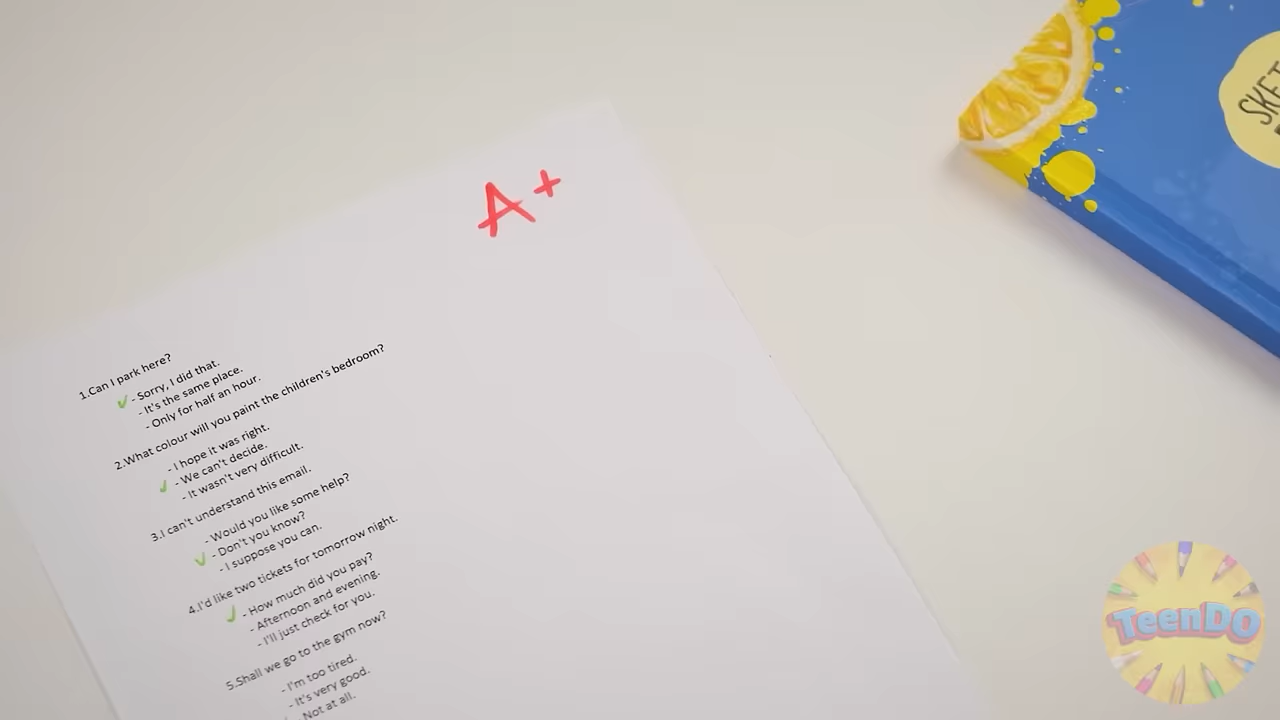 A+
1.Can I park here?
- Sorry, I did that.
- It's the same place.
- Only for half an hour.
2.What colour will you paint the children's bedroom?
- I hope it was right.
- We can't decide.
- It wasn't very difficult.
3.I can't understand this email.
- Would you like some help?
- Don't you know?
- I suppose you can.
4.I'd like two tickets for tomorrow night.
- How much did you pay?
- Afternoon and evening.
- I'll just check for you.
5.Shall we go to the gym now?
- I'm too tired.
- It's very good.
- Not at all.
SKET
TeenDO